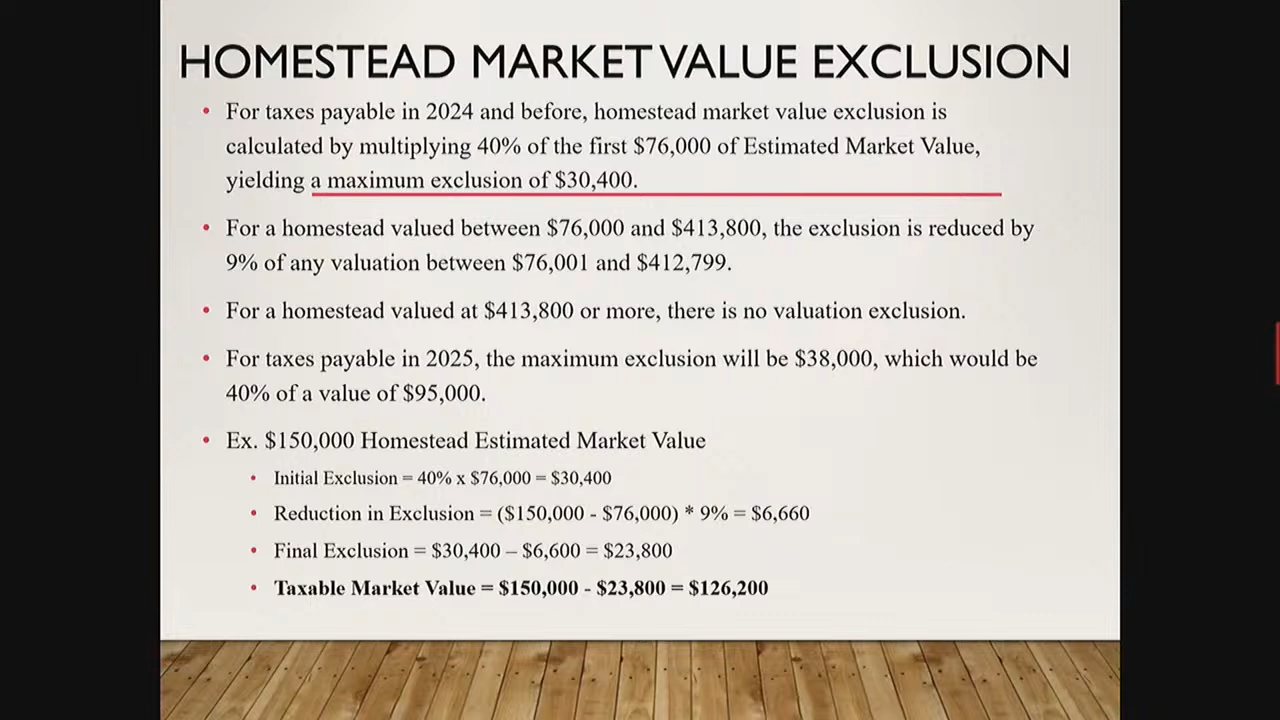 HOMESTEAD MARKET VALUE EXCLUSION
• For taxes payable in 2024 and before, homestead market value exclusion is
calculated by multiplying 40% of the first $76,000 of Estimated Market Value,
yielding a maximum exclusion of $30,400.
• For a homestead valued between $76,000 and $413,800, the exclusion is reduced by
9% of any valuation between $76,001 and $412,799.
• For a homestead valued at $413,800 or more, there is no valuation exclusion.
• For taxes payable in 2025, the maximum exclusion will be $38,000, which would be
40% of a value of $95,000.
• Ex. $150,000 Homestead Estimated Market Value
• Initial Exclusion = 40% x $76,000 = $30,400
• Reduction in Exclusion = ($150,000 - $76,000) * 9% = $6,660
• Final Exclusion = $30,400 – $6,600 = $23,800
• Taxable Market Value = $150,000 - $23,800 = $126,200